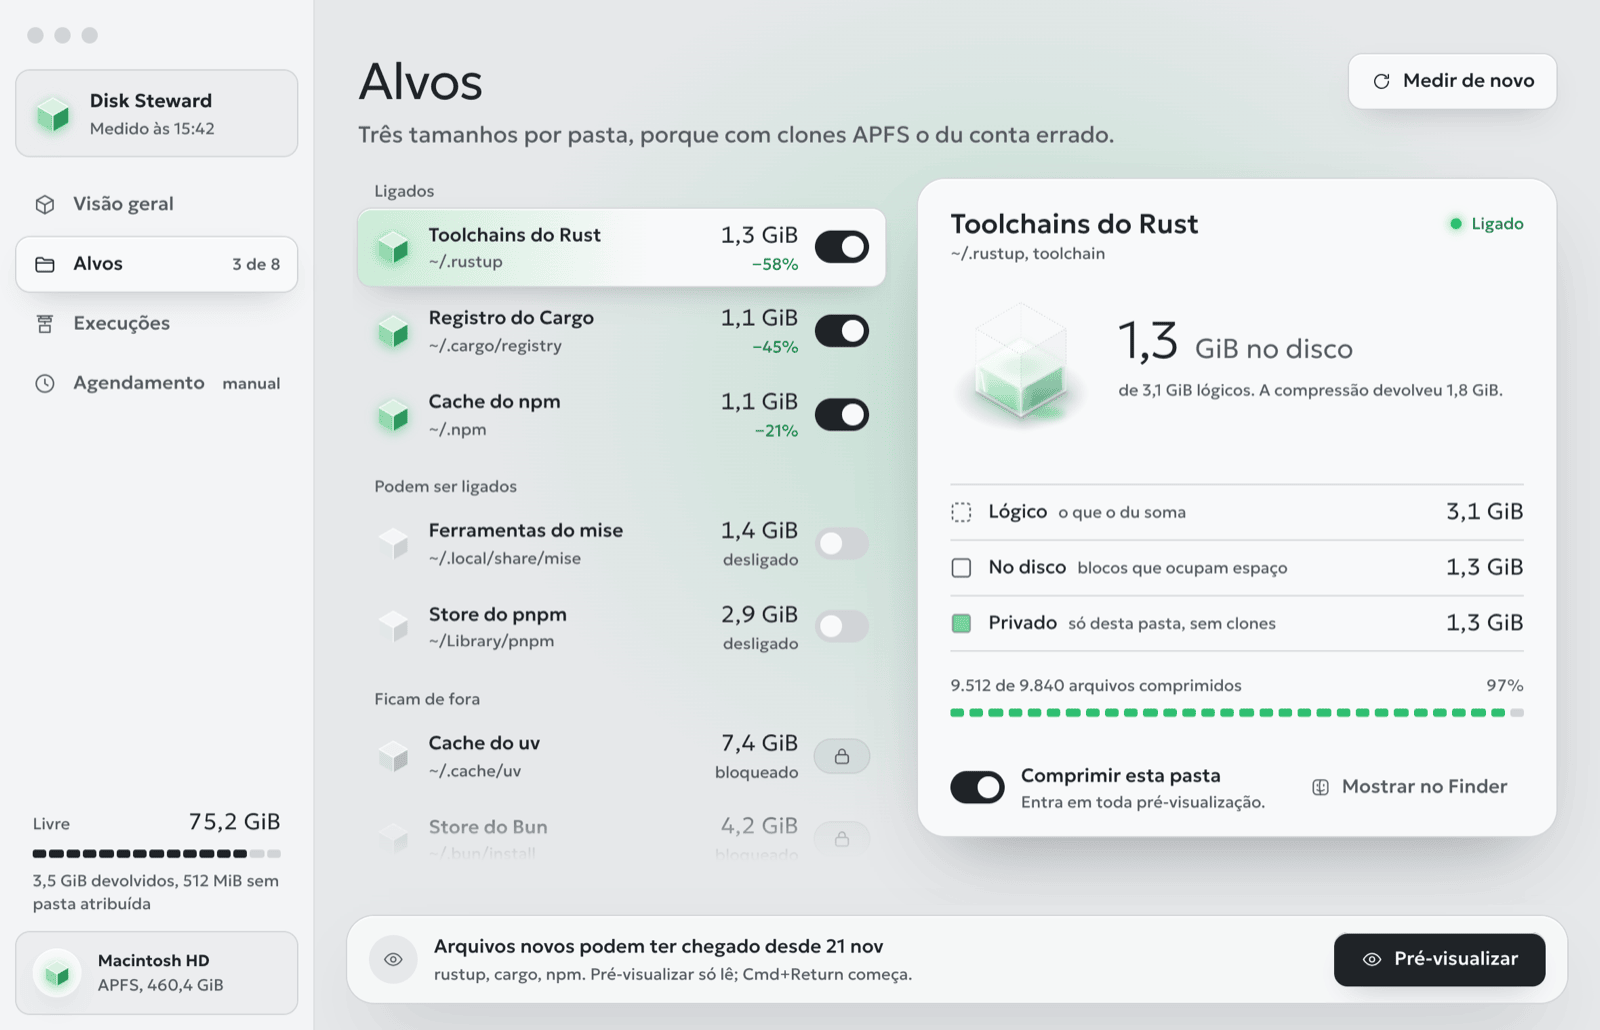 Disk Steward
Medido às 15:42
Visão geral
Alvos 3 de 8
Execuções
Agendamento manual
Livre 75,2 GiB
3,5 GiB devolvidos, 512 MiB sem
pasta atribuída
Macintosh HD
APFS, 460,4 GiB
Alvos
Três tamanhos por pasta, porque com clones APFS o du conta errado.
Medir de novo
Ligados
Toolchains do Rust 1,3 GiB
~/.rustup −58%
Registro do Cargo 1,1 GiB
~/.cargo/registry −45%
Cache do npm 1,1 GiB
~/.npm −21%
Podem ser ligados
Ferramentas do mise 1,4 GiB
~/.local/share/mise desligado
Store do pnpm 2,9 GiB
~/Library/pnpm desligado
Ficam de fora
Cache do uv 7,4 GiB
~/.cache/uv bloqueado
Store do Bun 4,2 GiB
~/.bun/install bloqueado
Toolchains do Rust Ligado
~/.rustup, toolchain
1,3 GiB no disco
de 3,1 GiB lógicos. A compressão devolveu 1,8 GiB.
Lógico o que o du soma 3,1 GiB
No disco blocos que ocupam espaço 1,3 GiB
Privado só desta pasta, sem clones 1,3 GiB
9.512 de 9.840 arquivos comprimidos 97%
Comprimir esta pasta
Entra em toda pré-visualização.
Mostrar no Finder
Arquivos novos podem ter chegado desde 21 nov
rustup, cargo, npm. Pré-visualizar só lê; Cmd+Return começa.
Pré-visualizar